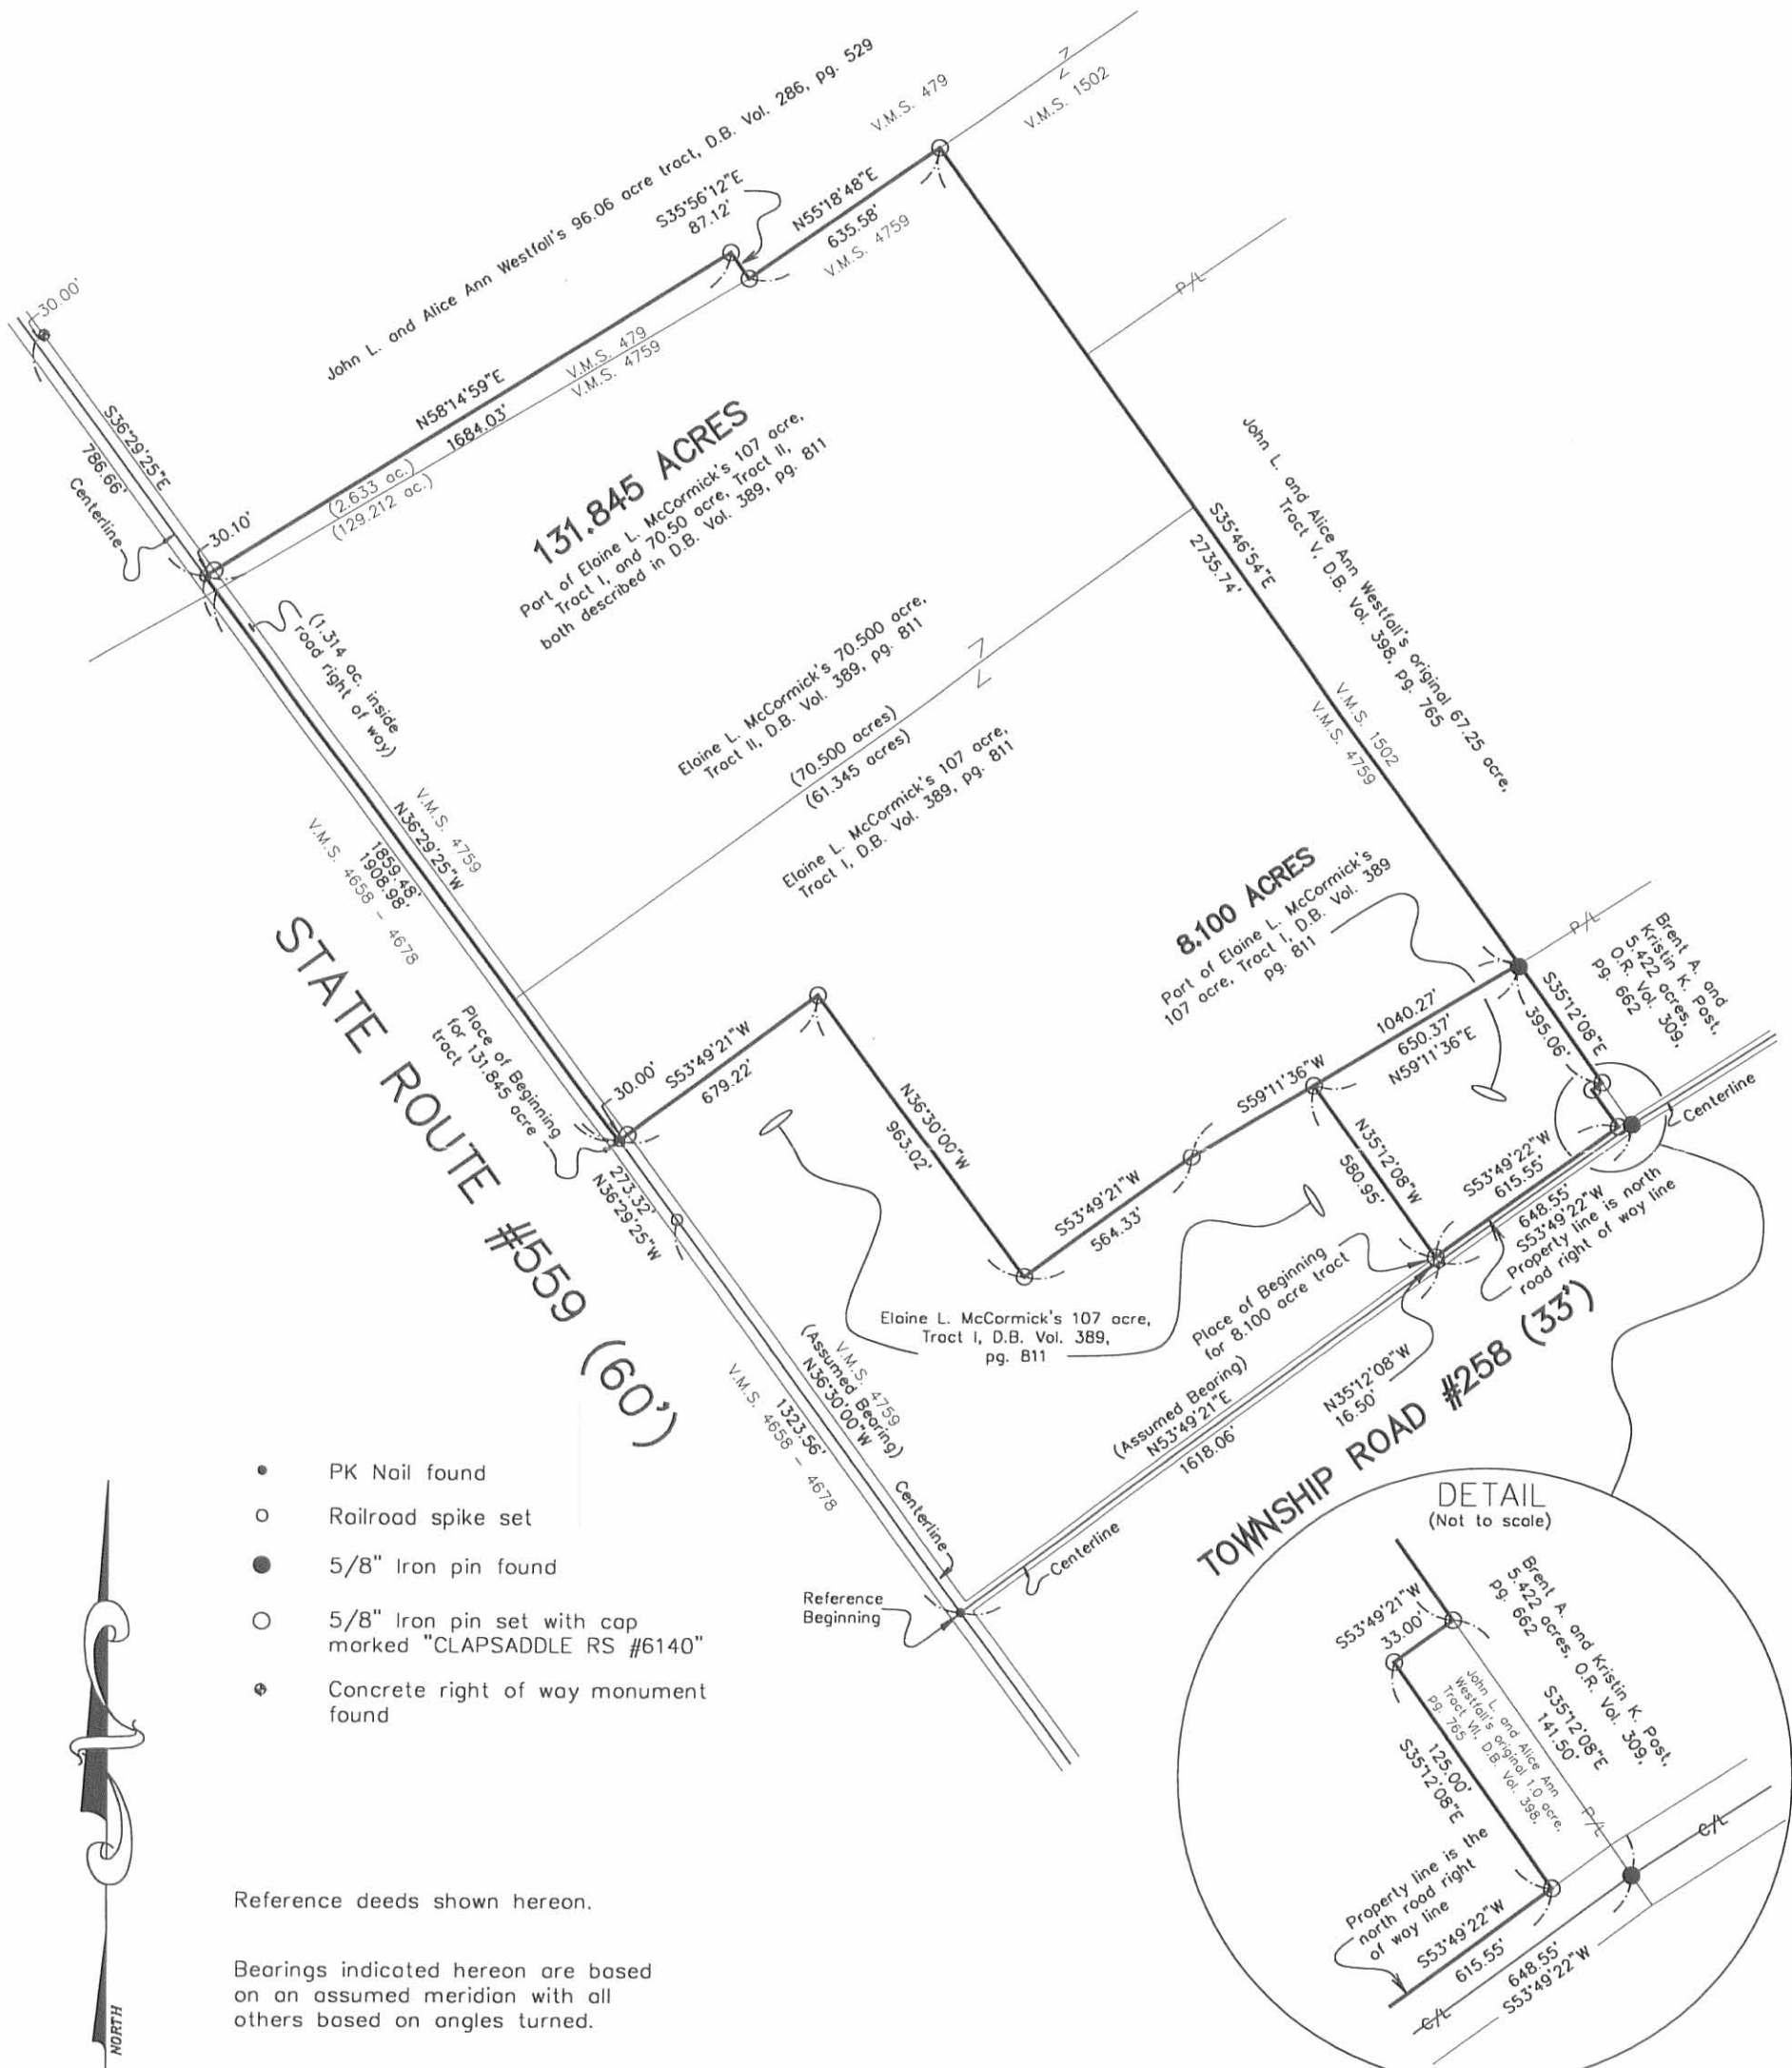 John L. and Alice Ann Westfall's 96.06 acre tract, D.B. Vol. 286, pg. 529
V.M.S. 479
Z
V.M.S. 1502
S35°56'12"E
87.12'
N55°18'48"E
635.58'
V.M.S. 4759
30.00'
S36°29'25"E
786.66'
Centerline
N58°14'59"E
V.M.S. 479
V.M.S. 4759
1684.03'
(2.633 ac.)
(129.212 ac.)
30.10'
P/L
131.845 ACRES
Part of Elaine L. McCormick's 107 acre,
Tract I, and 70.50 acre, Tract II,
both described in D.B. Vol. 389, pg. 811
(1.314 ac. inside
road right of way)
John L. and Alice Ann Westfall's original 67.25 acre,
Tract V, D.B. Vol. 398, pg. 765
S35°46'54"E
2735.74'
V.M.S. 1502
V.M.S. 4759
Elaine L. McCormick's 70.500 acre,
Tract II, D.B. Vol. 389, pg. 811
Z
(70.500 acres)
(61.345 acres)
Elaine L. McCormick's 107 acre,
Tract I, D.B. Vol. 389, pg. 811
V.M.S. 4759
N36°29'25"W
1859.48'
1908.98'
V.M.S. 4658 - 4678
STATE ROUTE #559 (60')
8.100 ACRES
Part of Elaine L. McCormick's
107 acre, Tract I, D.B. Vol. 389
pg. 811
P/L
Brent A. and
Kristin K. Post,
5.422 acres,
O.R. Vol. 309,
pg. 662
Place of Beginning
for 131.845 acre
tract
30.00'
S53°49'21"W
679.22'
N36°30'00"W
963.02'
1040.27'
650.37'
N59°11'36"E
S59°11'36"W
S35°12'08"E
395.06'
Centerline
273.32'
N36°29'25"W
S53°49'21"W
564.33'
N35°12'08"W
580.95'
S53°49'22"W
615.55'
648.55'
S53°49'22"W
Property line is north
road right of way line
Elaine L. McCormick's 107 acre,
Tract I, D.B. Vol. 389,
pg. 811
Place of Beginning
for 8.100 acre tract
N35°12'08"W
16.50'
TOWNSHIP ROAD #258 (33')
(Assumed Bearing)
N53°49'21"E
1618.06'
V.M.S. 4759
(Assumed Bearing)
N36°30'00"W
1323.56'
V.M.S. 4658 - 4678
Centerline
Centerline
Reference
Beginning
PK Nail found
Railroad spike set
5/8" Iron pin found
5/8" Iron pin set with cap
marked "CLAPSADDLE RS #6140"
Concrete right of way monument
found
NORTH
Reference deeds shown hereon.
Bearings indicated hereon are based
on an assumed meridian with all
others based on angles turned.
DETAIL
(Not to scale)
S53°49'21"W
33.00'
Brent A. and Kristin K. Post,
5.422 acres, O.R. Vol. 309,
pg. 662
John L. and Alice Ann
Westfall's original 1.0 acre,
Tract VII, D.B. Vol. 398,
pg. 765
S35°12'08"E
141.50'
125.00'
S35°12'08"E
P/L
C/L
Property line is the
north road right
of way line
S53°49'22"W
615.55'
648.55'
S53°49'22"W
C/L